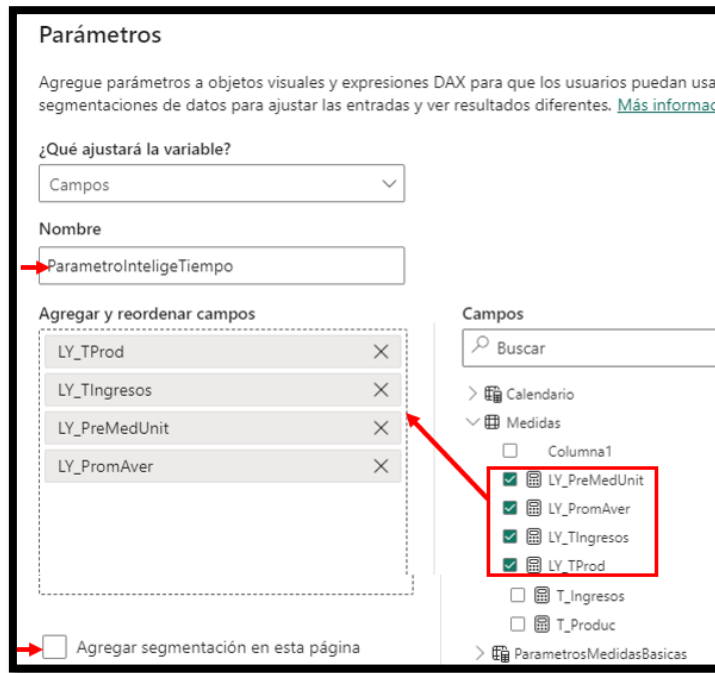 Parámetros
Agregue parámetros a objetos visuales y expresiones DAX para que los usuarios puedan usa
segmentaciones de datos para ajustar las entradas y ver resultados diferentes. Más informac
¿Qué ajustará la variable?
Campos
Nombre
ParametroInteligeTiempo
Agregar y reordenar campos
LY_TProd
LY_TIngresos
LY_PreMedUnit
LY_PromAver
Agregar segmentación en esta página
Campos
Buscar
Calendario
Medidas
Columna1
LY_PreMedUnit
LY_PromAver
LY_TIngresos
LY_TProd
T_Ingresos
T_Produc
ParametrosMedidasBasicas